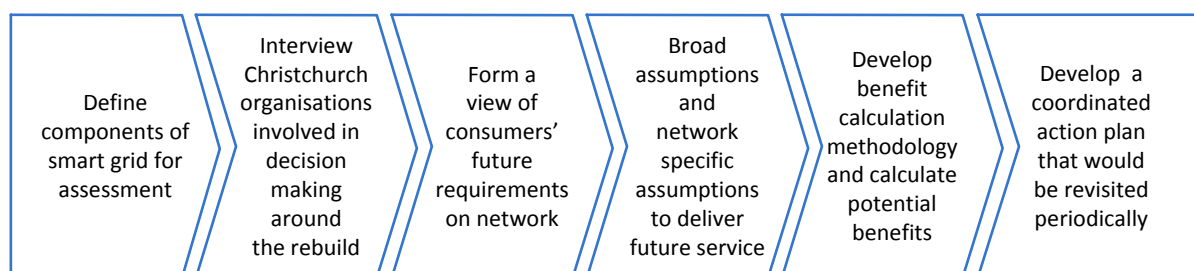 Define
components of
smart grid for
assessment
Interview
Christchurch
organisations
involved in
decision
making
around
the rebuild
Form a
view of
consumers’
future
requirements
on network
Broad
assumptions
and
network
specific
assumptions
to deliver
future service
Develop
benefit
calculation
methodology
and calculate
potential
benefits
Develop a
coordinated
action plan
that would
be revisited
periodically